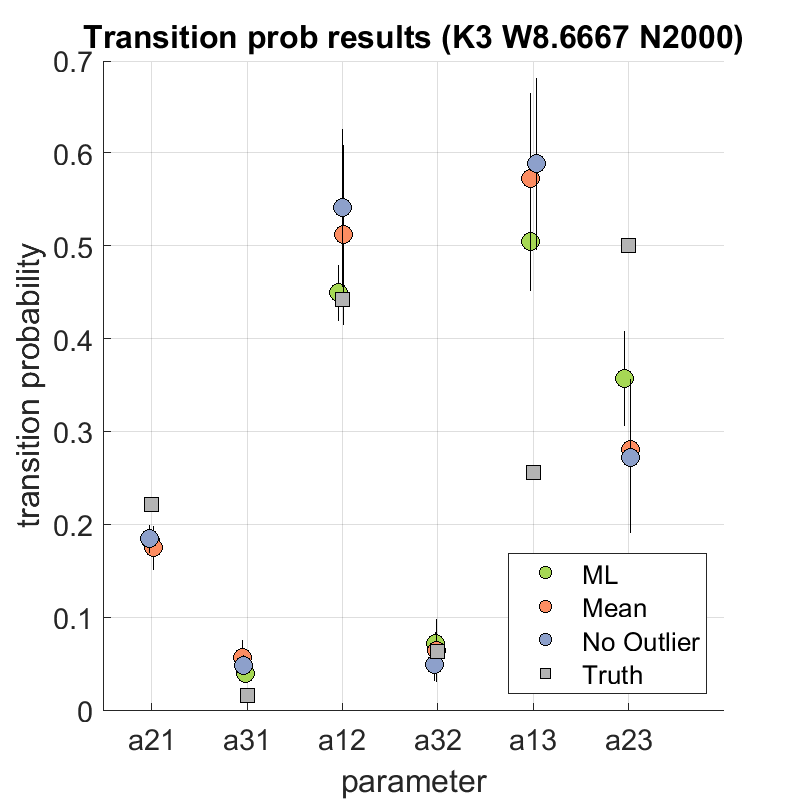 Transition prob results (K3 W8.6667 N2000)
0.7
0.6
0.5
0.4
0.3
0.2
0.1
0
transition probability
ML
Mean
No Outlier
Truth
a21 a31 a12 a32 a13 a23
parameter